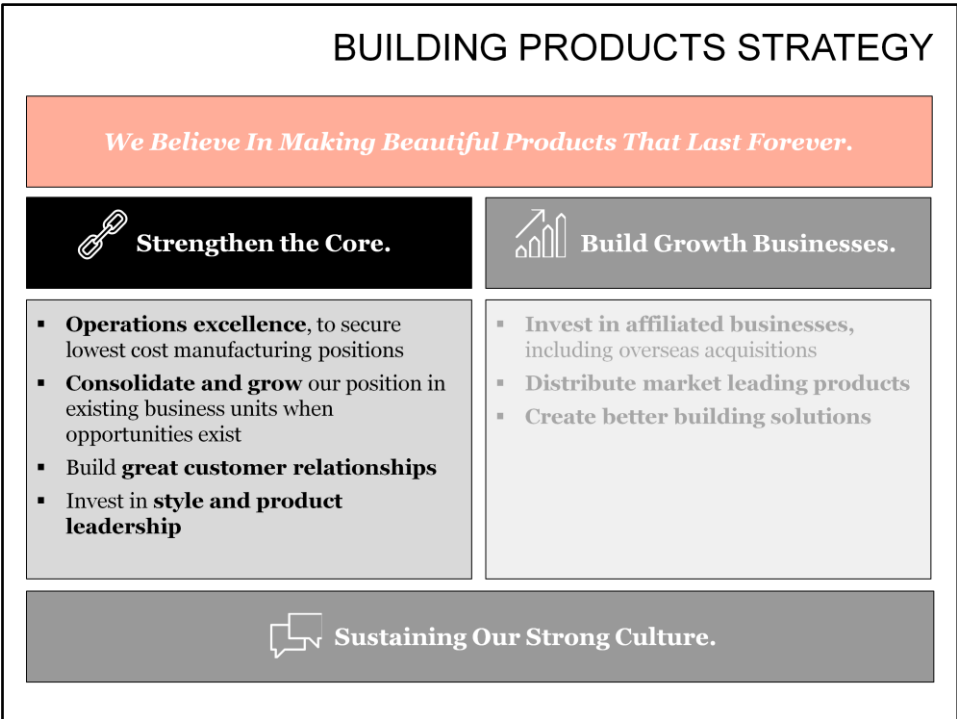 BUILDING PRODUCTS STRATEGY
We Believe In Making Beautiful Products That Last Forever.
Strengthen the Core.
▪ Operations excellence, to secure
lowest cost manufacturing positions
▪ Consolidate and grow our position in
existing business units when
opportunities exist
▪ Build great customer relationships
▪ Invest in style and product
leadership
Build Growth Businesses.
▪ Invest in affiliated businesses,
including overseas acquisitions
▪ Distribute market leading products
▪ Create better building solutions
Sustaining Our Strong Culture.